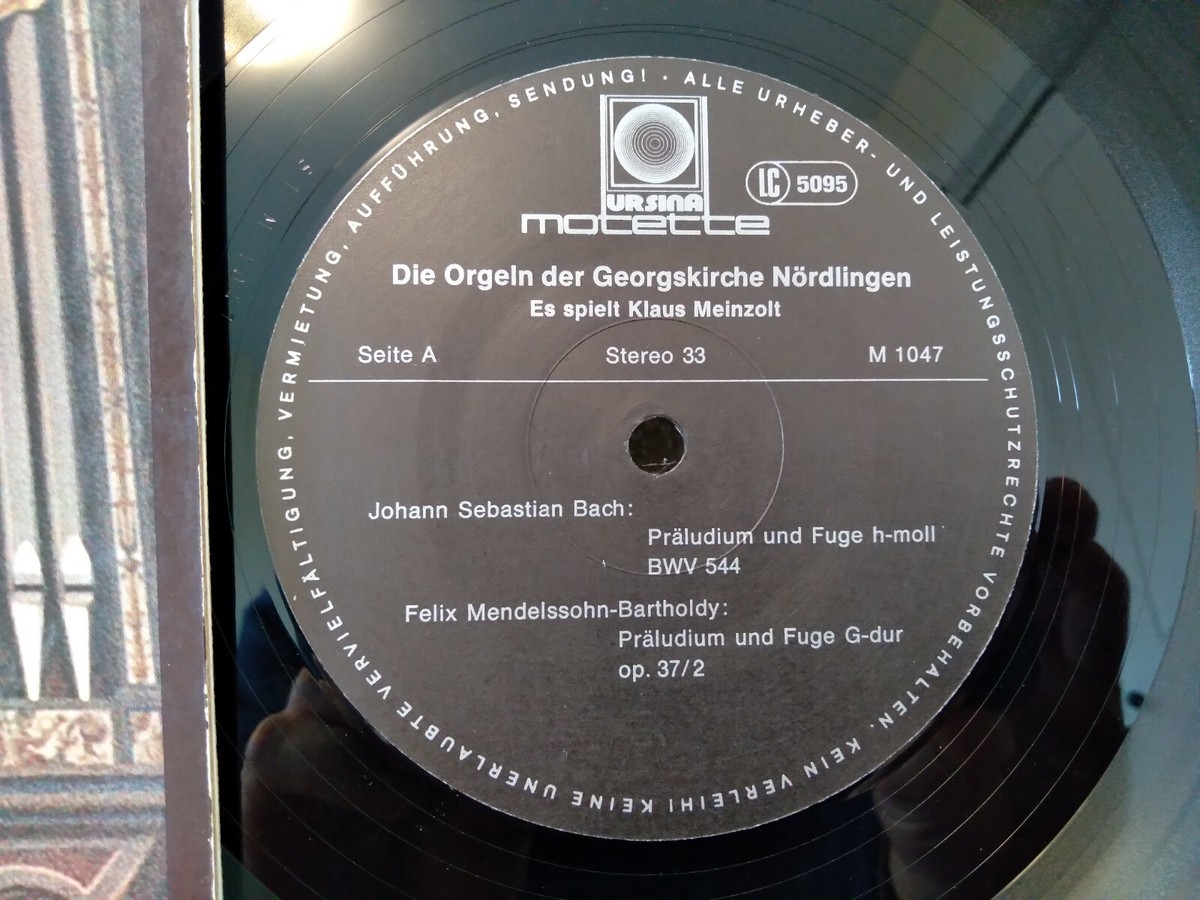 ALLE URHEBER- UND LEISTUNGSSCHUTZRECHTE VORBEHALTEN. KEIN VERLEIH! KEINE UNERLAUBTE VERVIELFÄLTIGUNG, VERMIETUNG, AUFFÜHRUNG, SENDUNG! ·
URSINA
motette
LC 5095
Die Orgeln der Georgskirche Nördlingen
Es spielt Klaus Meinzolt
Seite A Stereo 33 M 1047
Johann Sebastian Bach:
Präludium und Fuge h-moll
BWV 544
Felix Mendelssohn-Bartholdy:
Präludium und Fuge G-dur
op. 37/2